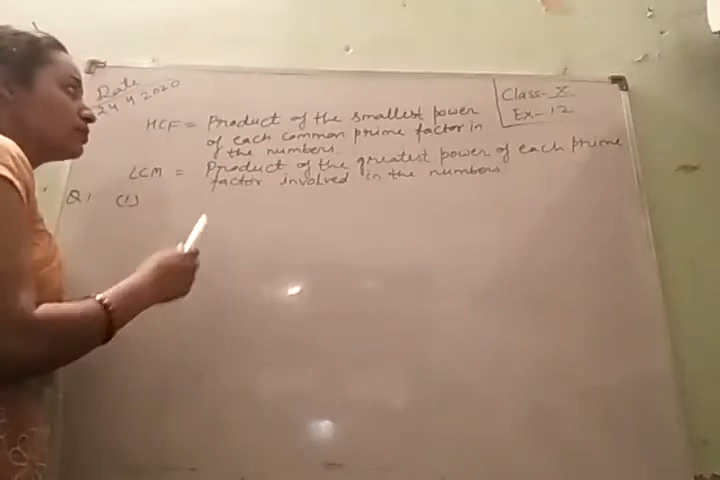 Date
24 4 2020
Class- X
Ex- 1.2
HCF = Product of the smallest power
of each common prime factor in
of the numbers.
LCM = Product of the greatest power of each prime
factor involved in the numbers.
Q1 (1)